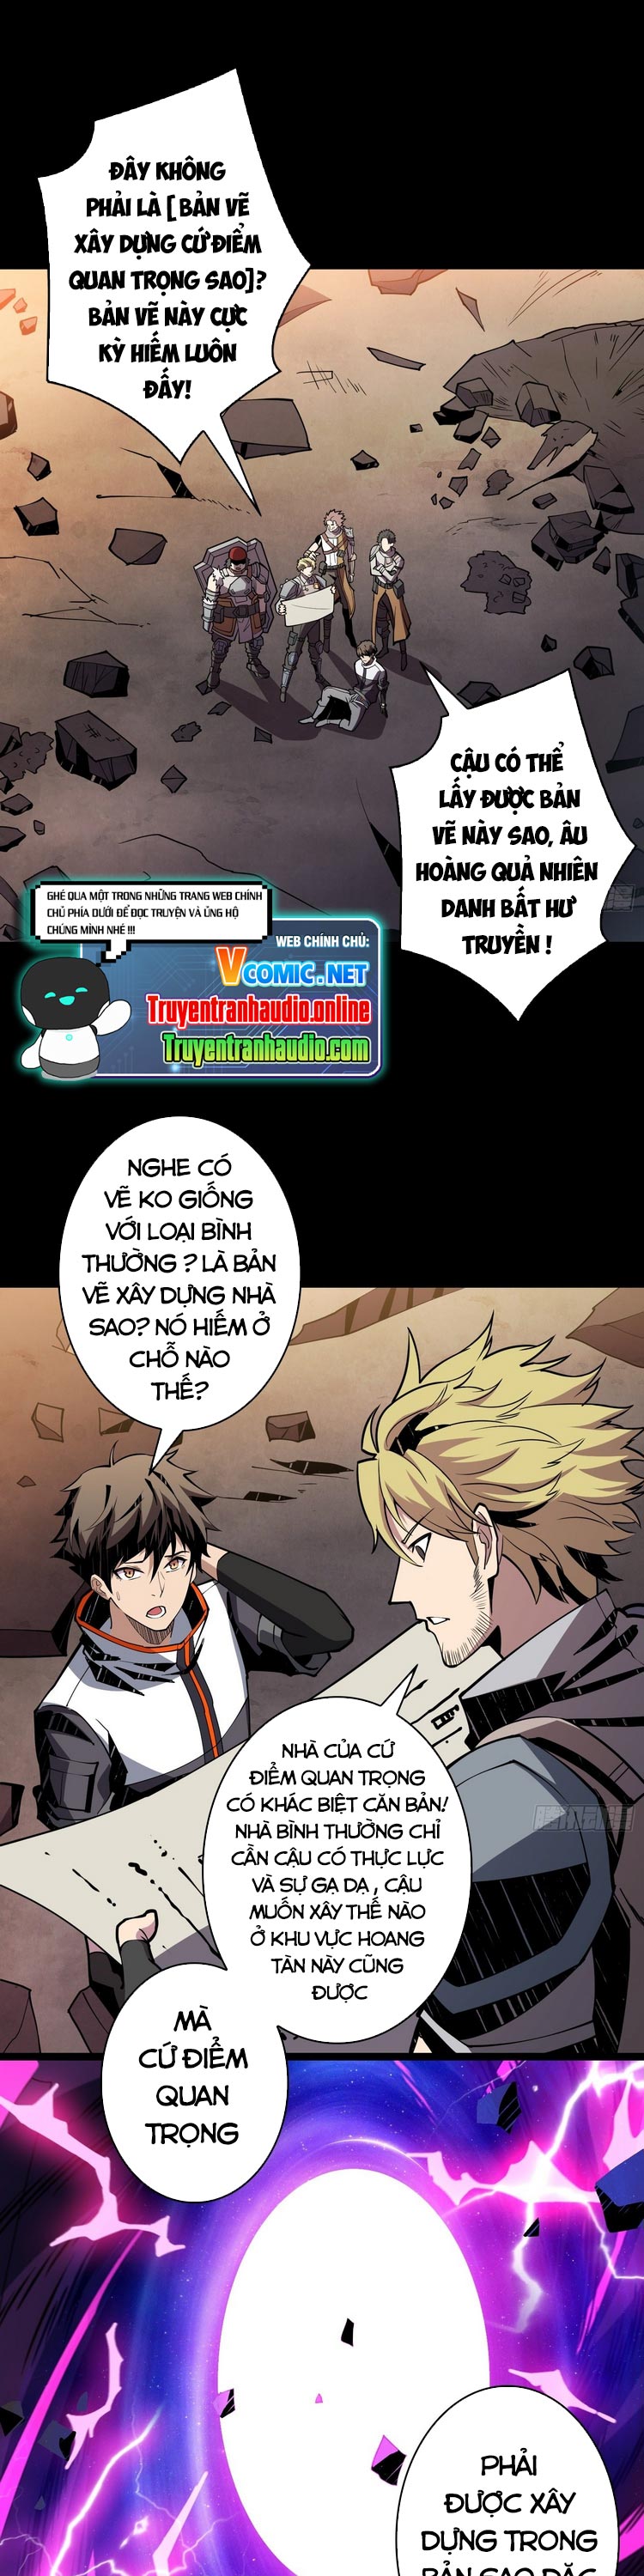 ĐÂY KHÔNG
PHẢI LÀ [ BẢN VẼ
XÂY DỰNG CỨ ĐIỂM
QUAN TRỌNG SAO]?
BẢN VẼ NÀY CỰC
KỲ HIẾM LUÔN
ĐẤY!
CẬU CÓ THỂ
LẤY ĐƯỢC BẢN
VẼ NÀY SAO, ÂU
HOÀNG QUẢ NHIÊN
DANH BẤT HƯ
TRUYỀN !
GHÉ QUA MỘT TRONG NHỮNG TRANG WEB CHÍNH
CHỦ PHÍA DƯỚI ĐỂ ĐỌC TRUYỆN VÀ ỦNG HỘ
CHÚNG MÌNH NHÉ !!!
WEB CHÍNH CHỦ:
VCOMIC.NET
Truyentranhaudio.online
Truyentranhaudio.com
NGHE CÓ
VẼ KO GIỐNG
VỚI LOẠI BÌNH
THƯỜNG ? LÀ BẢN
VẼ XÂY DỰNG NHÀ
SAO? NÓ HIẾM Ở
CHỖ NÀO
THẾ?
NHÀ CỦA CỨ
ĐIỂM QUAN TRỌNG
CÓ KHÁC BIỆT CĂN BẢN!
NHÀ BÌNH THƯỜNG CHỈ
CẦN CẬU CÓ THỰC LỰC
VÀ SỰ GẠ DẠ , CẬU
MUỐN XÂY THẾ NÀO
Ở KHU VỰC HOANG
TÀN NÀY CŨNG
ĐƯỢC
MÀ
CỨ ĐIỂM
QUAN
TRỌNG
PHẢI
ĐƯỢC XÂY
DỰNG TRONG
BẢN SAO ĐẶC